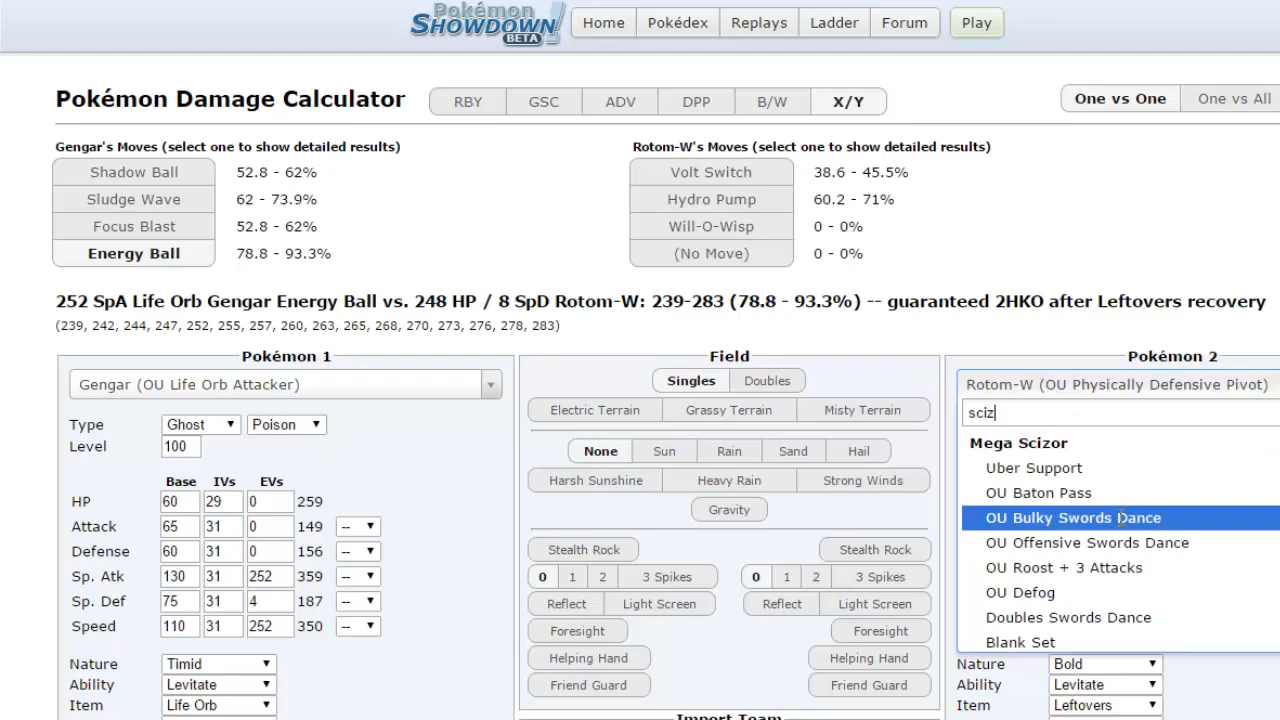 Pokémon
SHOWDOWN!
BETA
Home Pokédex Replays Ladder Forum Play
Pokémon Damage Calculator RBY GSC ADV DPP B/W X/Y One vs One One vs All
Gengar's Moves (select one to show detailed results) Rotom-W's Moves (select one to show detailed results)
Shadow Ball 52.8 - 62% Volt Switch 38.6 - 45.5%
Sludge Wave 62 - 73.9% Hydro Pump 60.2 - 71%
Focus Blast 52.8 - 62% Will-O-Wisp 0 - 0%
Energy Ball 78.8 - 93.3% (No Move) 0 - 0%
252 SpA Life Orb Gengar Energy Ball vs. 248 HP / 8 SpD Rotom-W: 239-283 (78.8 - 93.3%) -- guaranteed 2HKO after Leftovers recovery
(239, 242, 244, 247, 252, 255, 257, 260, 263, 265, 268, 270, 273, 276, 278, 283)
Pokémon 1
Gengar (OU Life Orb Attacker)
Type Ghost Poison
Level 100
Base IVs EVs
HP 60 29 0 259
Attack 65 31 0 149 --
Defense 60 31 0 156 --
Sp. Atk 130 31 252 359 --
Sp. Def 75 31 4 187 --
Speed 110 31 252 350 --
Nature Timid
Ability Levitate
Item Life Orb
Field
Singles Doubles
Electric Terrain Grassy Terrain Misty Terrain
None Sun Rain Sand Hail
Harsh Sunshine Heavy Rain Strong Winds
Gravity
Stealth Rock Stealth Rock
0 1 2 3 Spikes 0 1 2 3 Spikes
Reflect Light Screen Reflect Light Screen
Foresight Foresight
Helping Hand Helping Hand
Friend Guard Friend Guard
Import Team
Pokémon 2
Rotom-W (OU Physically Defensive Pivot)
sciz
Mega Scizor
Uber Support
OU Baton Pass
OU Bulky Swords Dance
OU Offensive Swords Dance
OU Roost + 3 Attacks
OU Defog
Doubles Swords Dance
Blank Set
Nature Bold
Ability Levitate
Item Leftovers